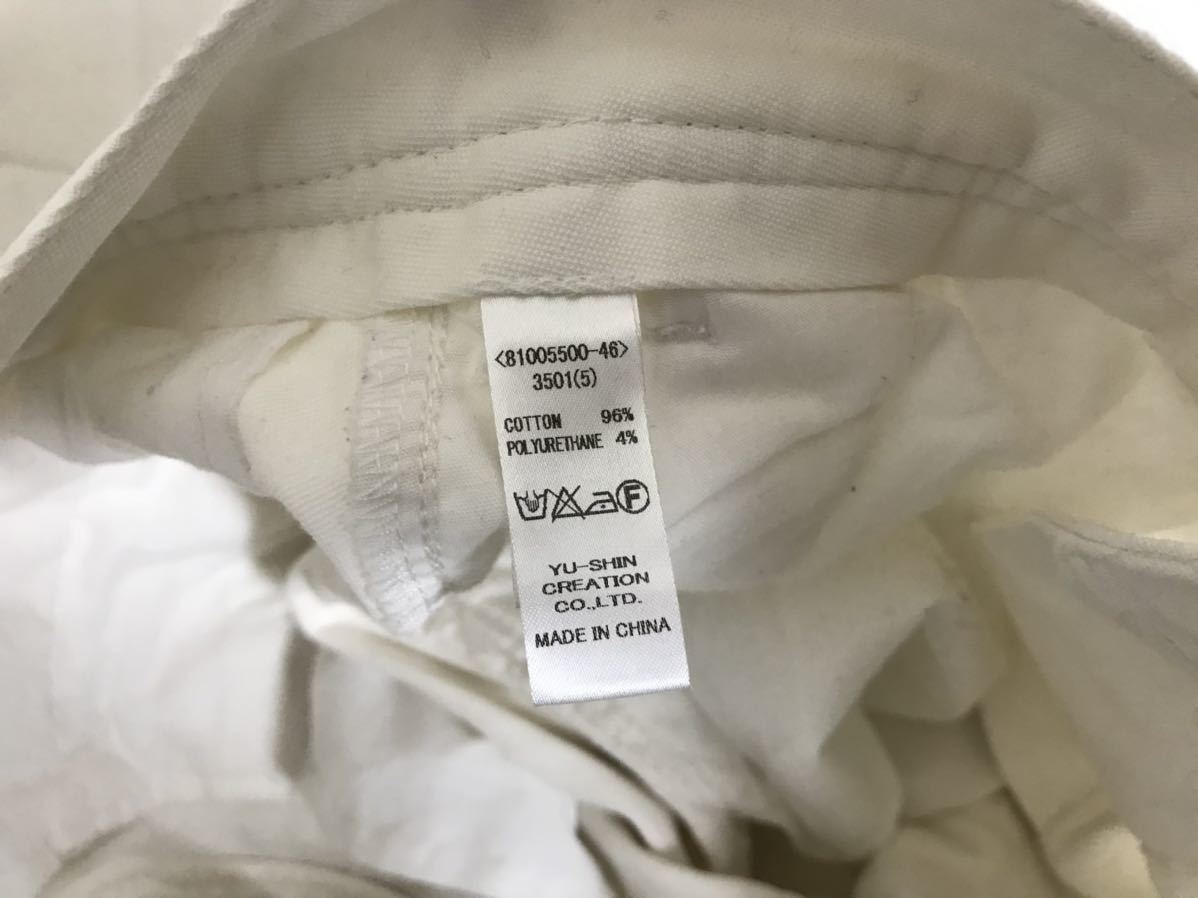 <81005500-46>
3501(5)
COTTON 96%
POLYURETHANE 4%
F
YU-SHIN
CREATION
CO.,LTD.
MADE IN CHINA